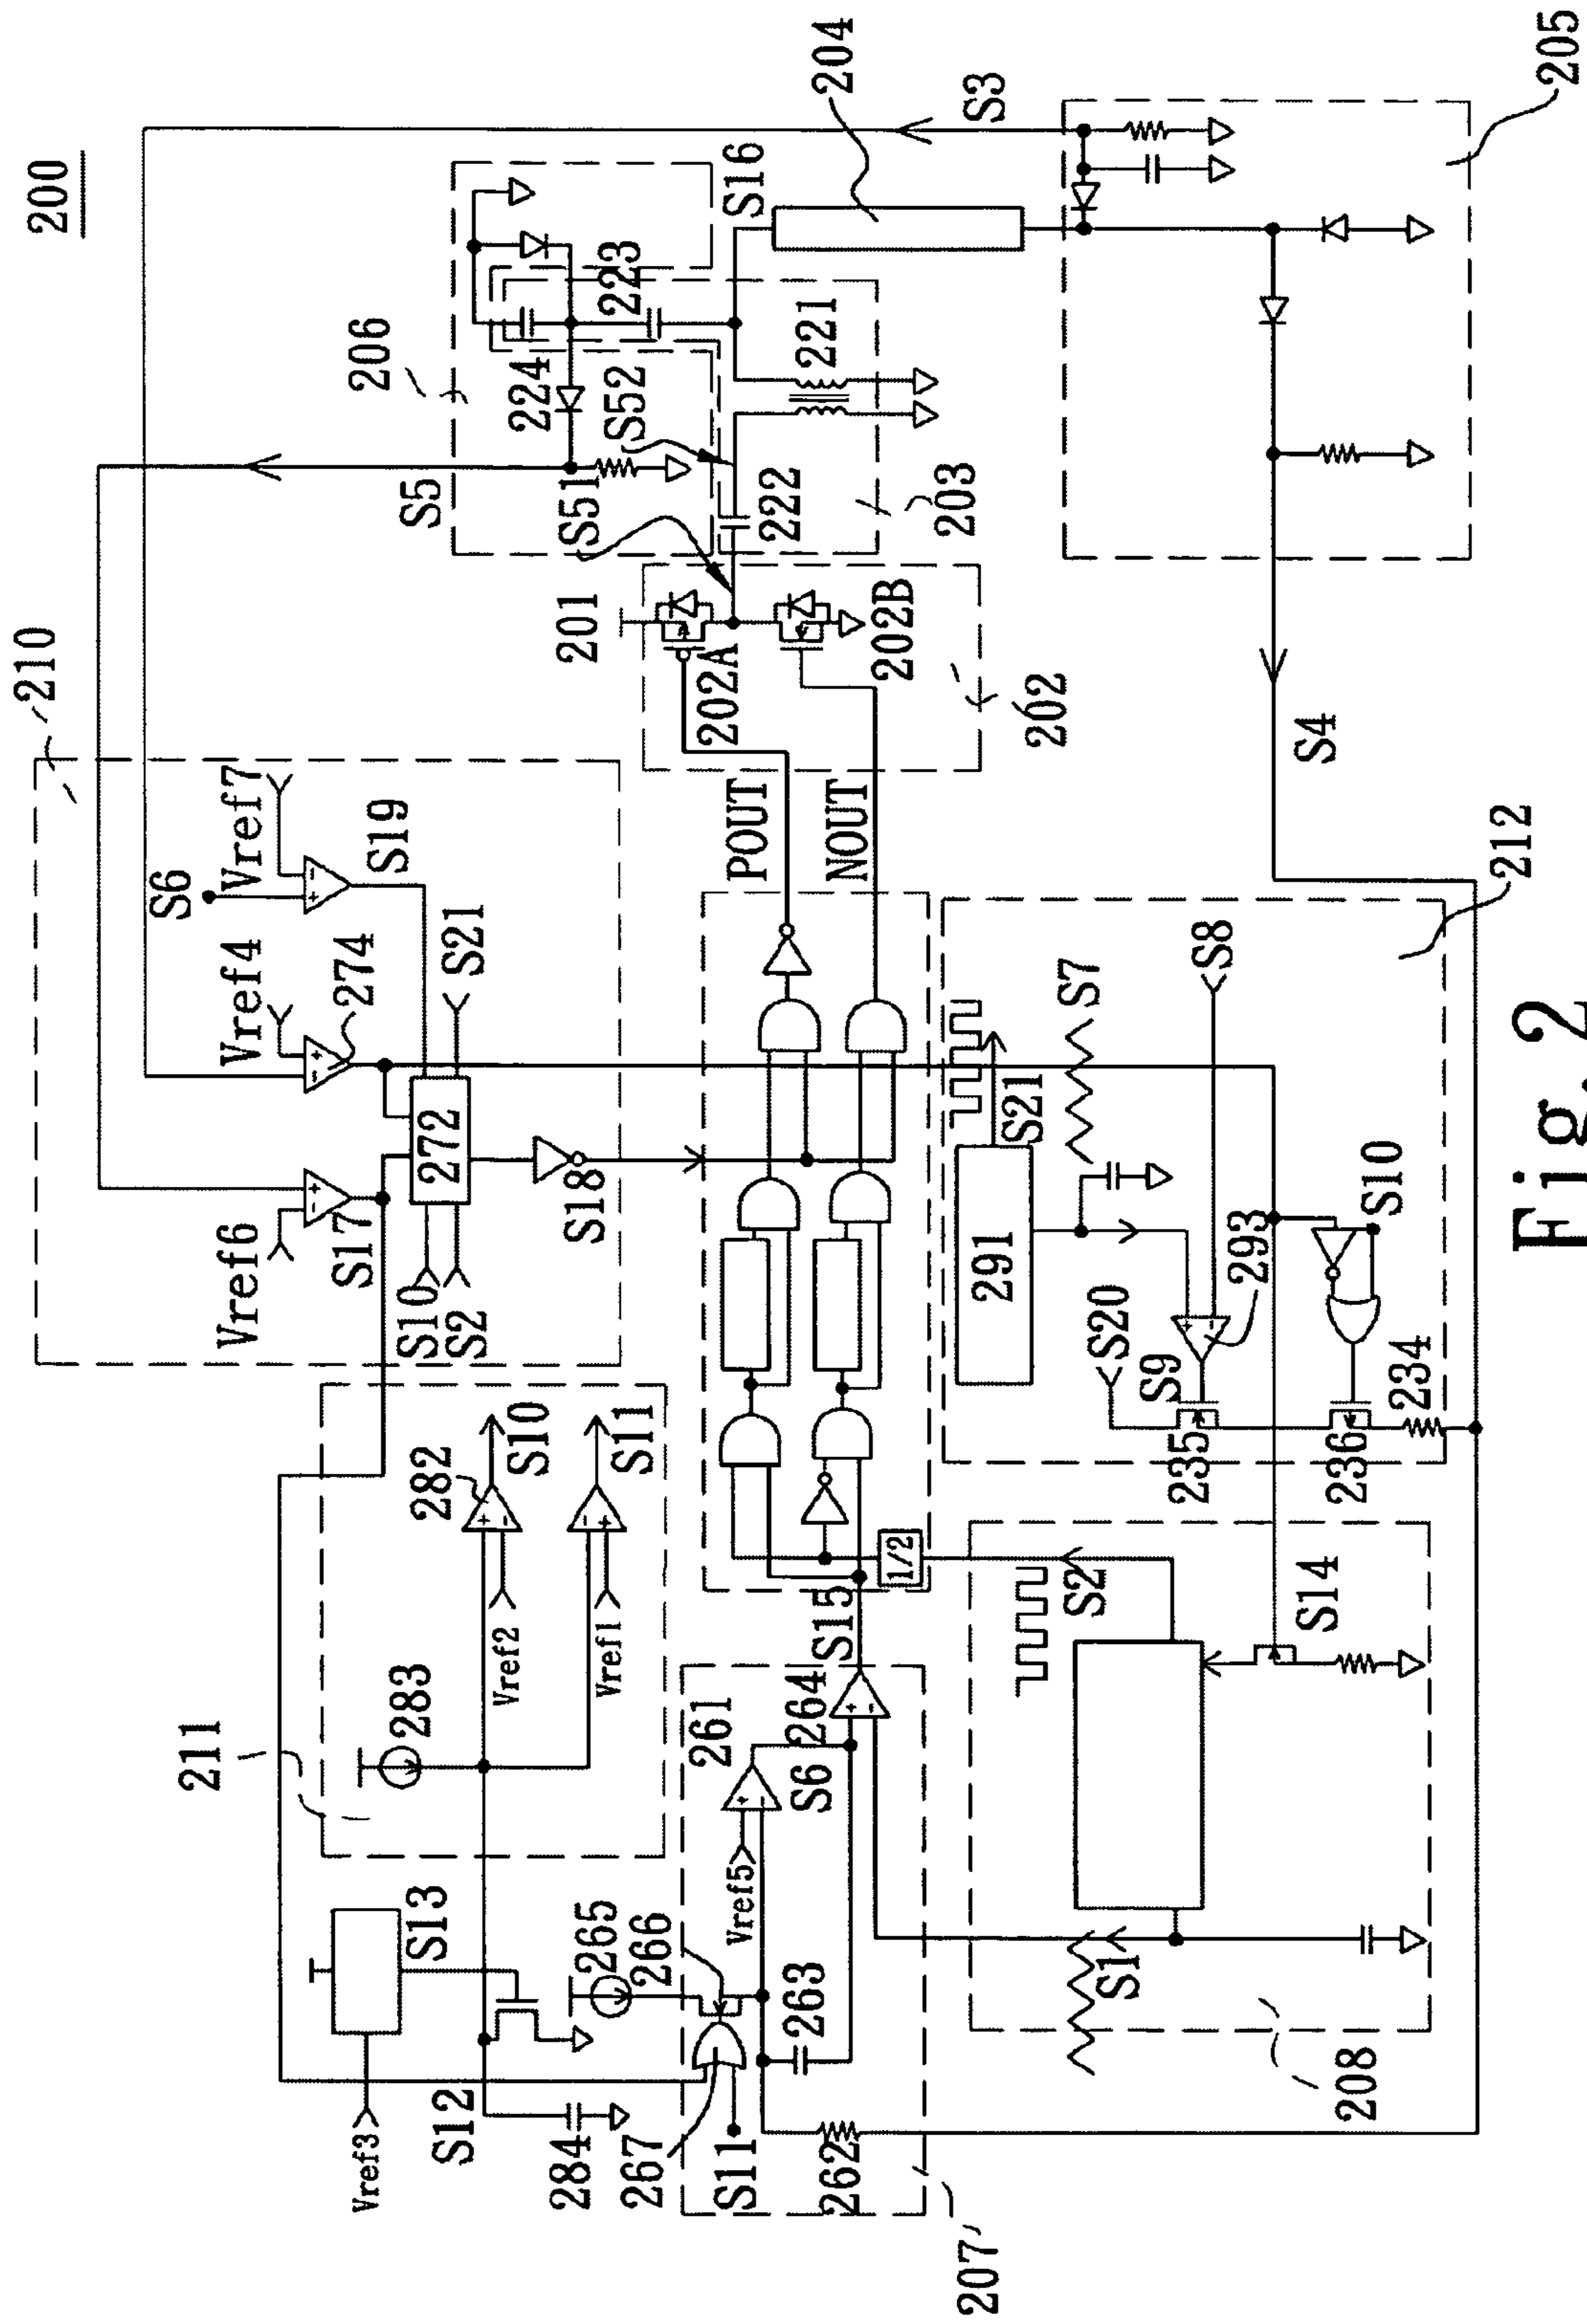 200
210
211
Vref3
S13
S12
284
283
Vref2
Vref1
282
S10
S11
Vref6
S17
S10
S2
272
S18
Vref4
274
S6
Vref7
S19
S21
S5
206
224
223
S51
S52
222
221
203
S16
204
S3
205
201
202A
202B
202
POUT
NOUT
265
266
267
S11
262
263
Vref5
261
S6
264
S15
207
1/2
S1
S2
S14
208
291
S21
S7
S8
S20
S9
293
235
236
234
S10
212
S4
Fig.2